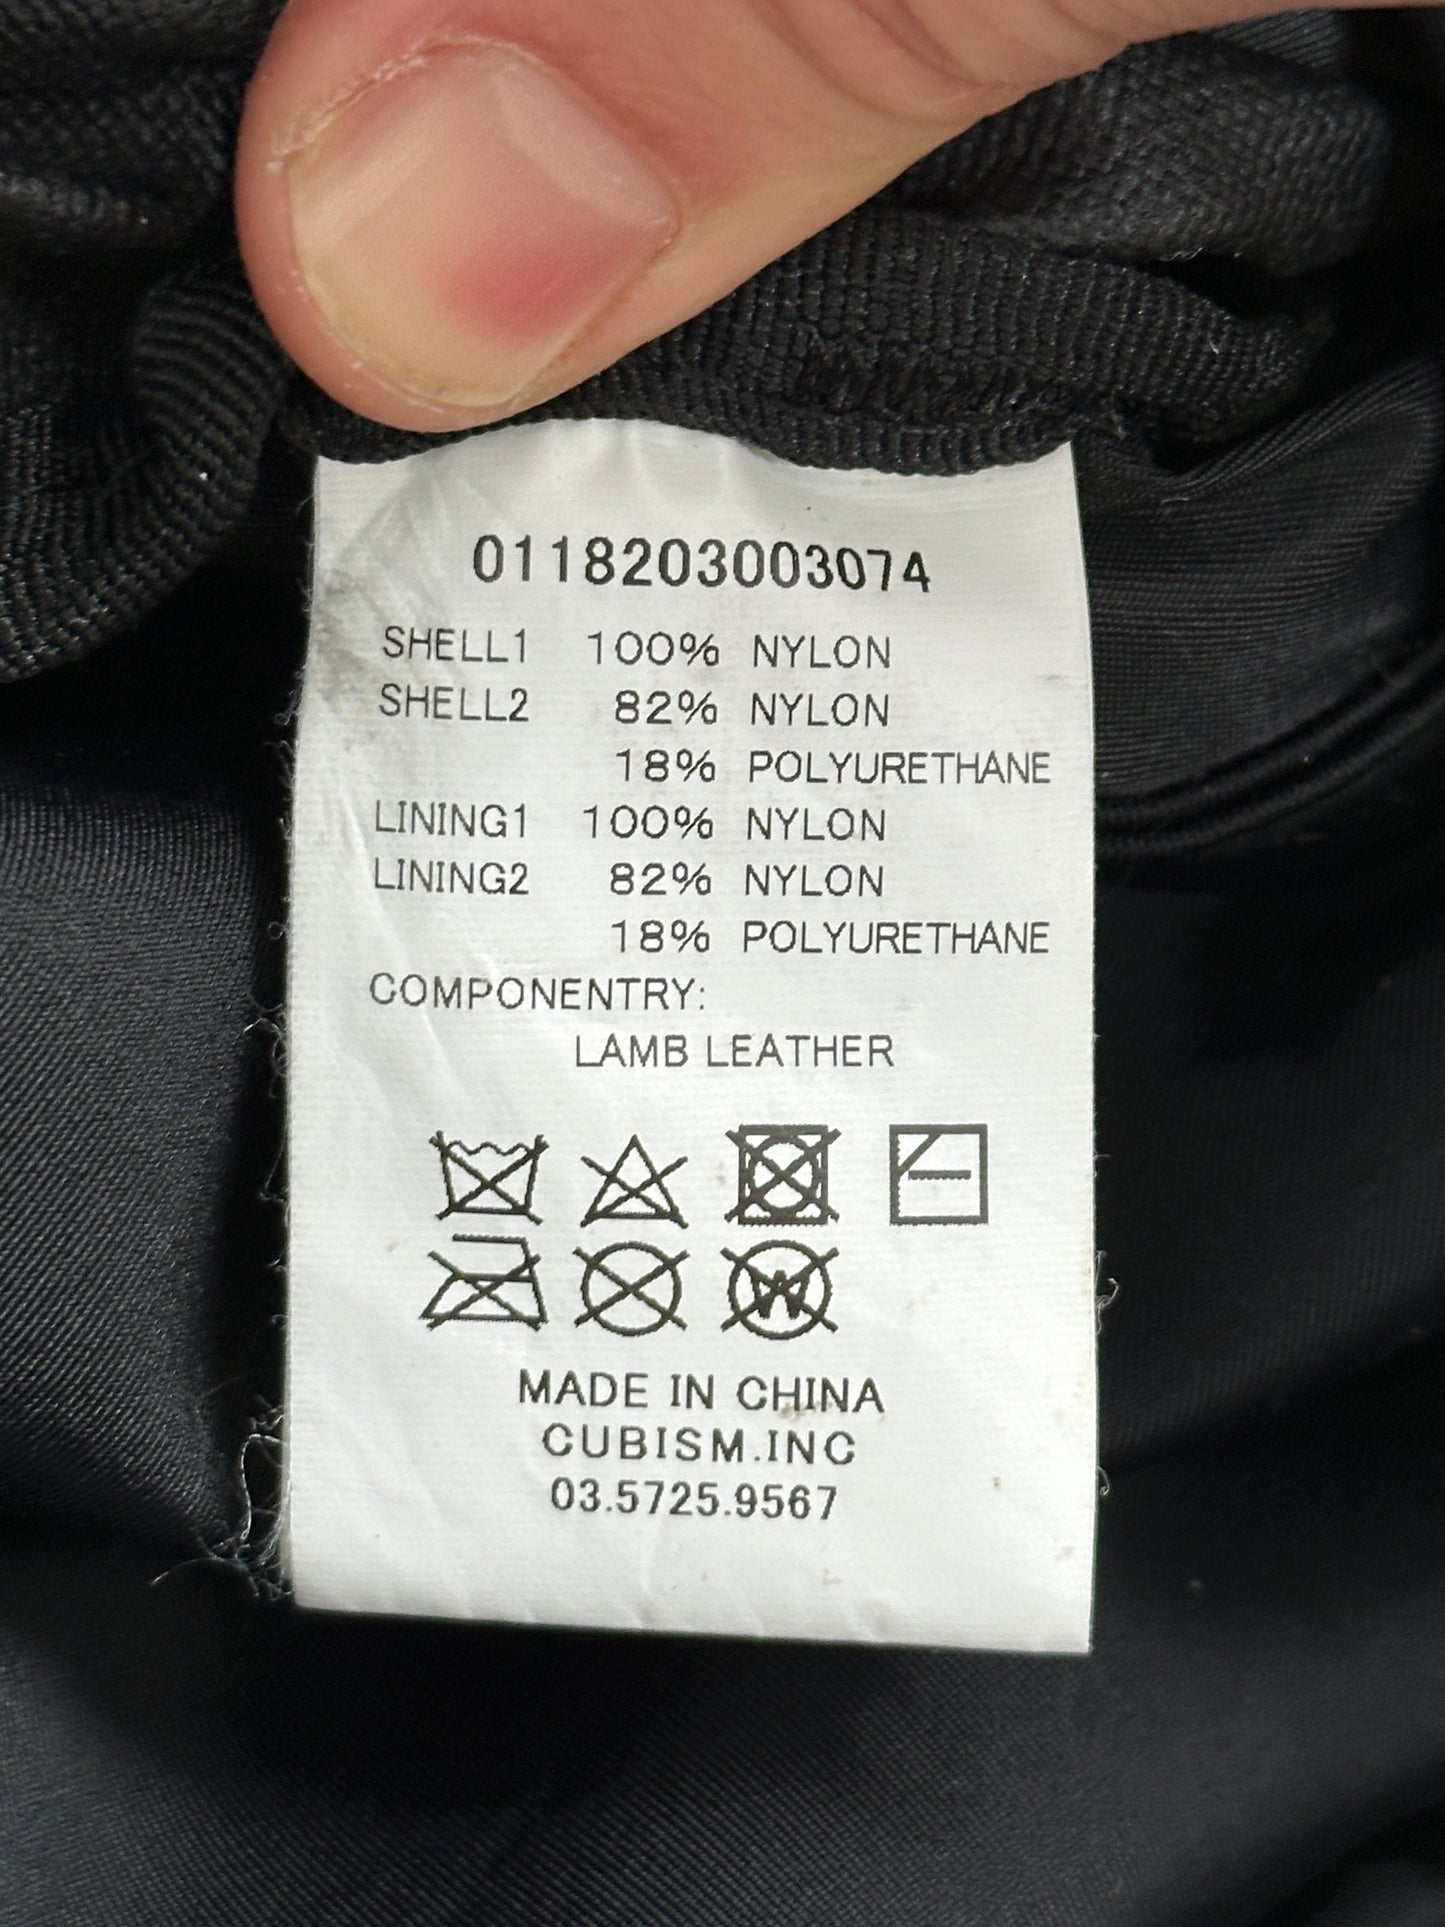 0118203003074
SHELL1 100% NYLON
SHELL2 82% NYLON
18% POLYURETHANE
LINING1 100% NYLON
LINING2 82% NYLON
18% POLYURETHANE
COMPONENTRY:
LAMB LEATHER
W
MADE IN CHINA
CUBISM.INC
03.5725.9567